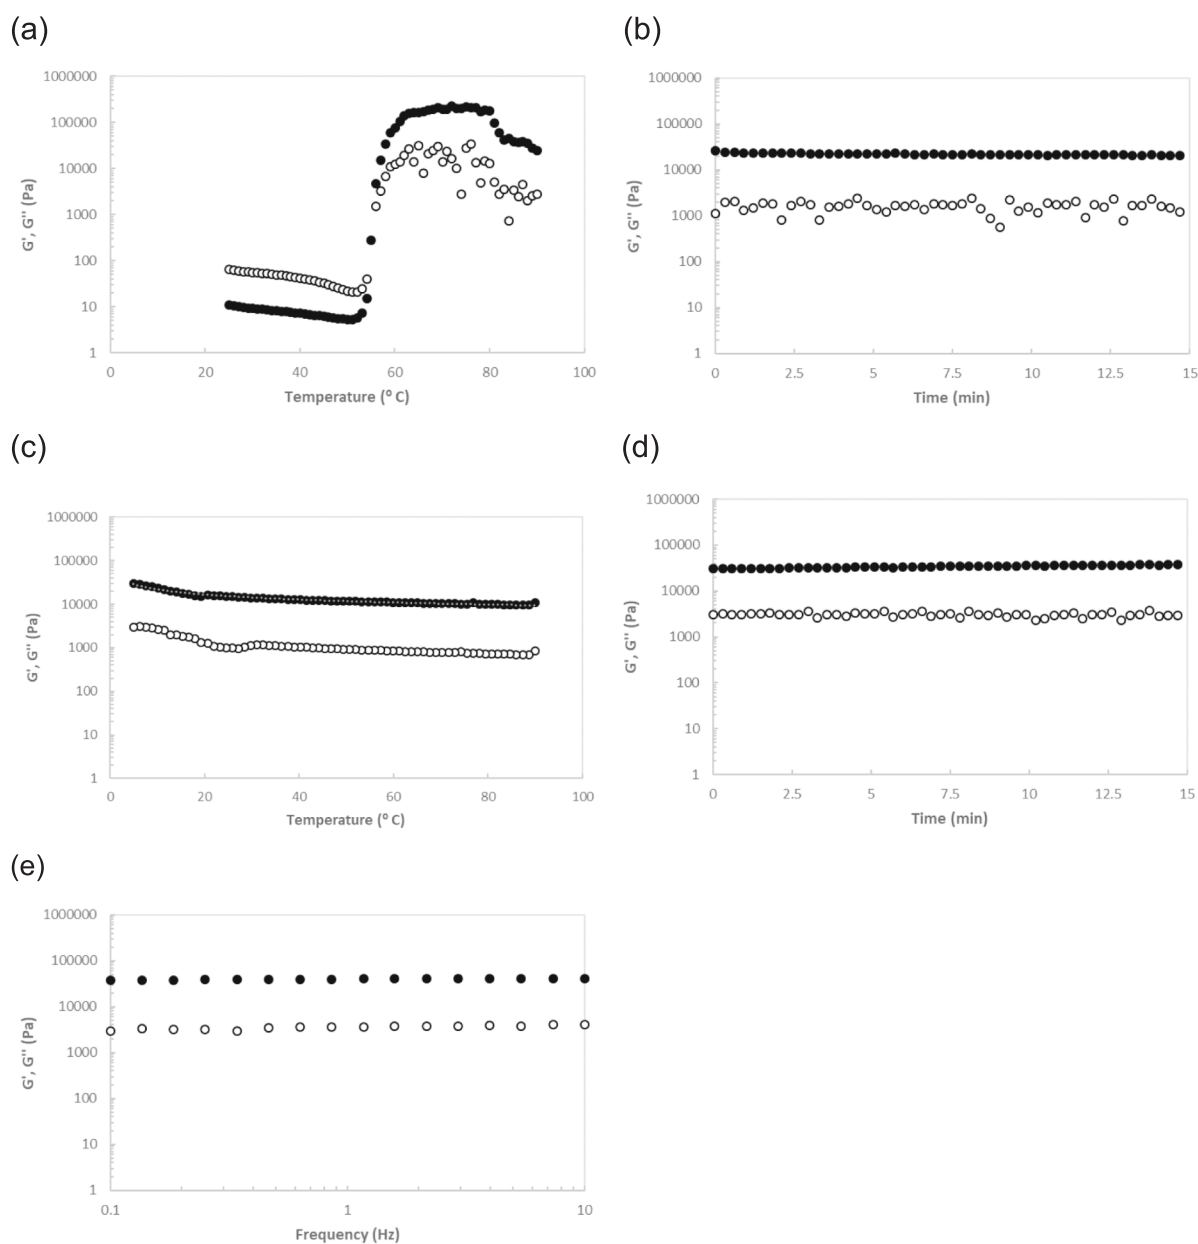 (a)
1000000
100000
10000
1000
100
10
1
G', G'' (Pa)
0 20 40 60 80 100
Temperature (⁰ C)
(b)
1000000
100000
10000
1000
100
10
1
G', G'' (Pa)
0 2.5 5 7.5 10 12.5 15
Time (min)
(c)
1000000
100000
10000
1000
100
10
1
G', G'' (Pa)
0 20 40 60 80 100
Temperature (⁰ C)
(d)
1000000
100000
10000
1000
100
10
1
G', G'' (Pa)
0 2.5 5 7.5 10 12.5 15
Time (min)
(e)
1000000
100000
10000
1000
100
10
1
G', G'' (Pa)
0.1 1 10
Frequency (Hz)